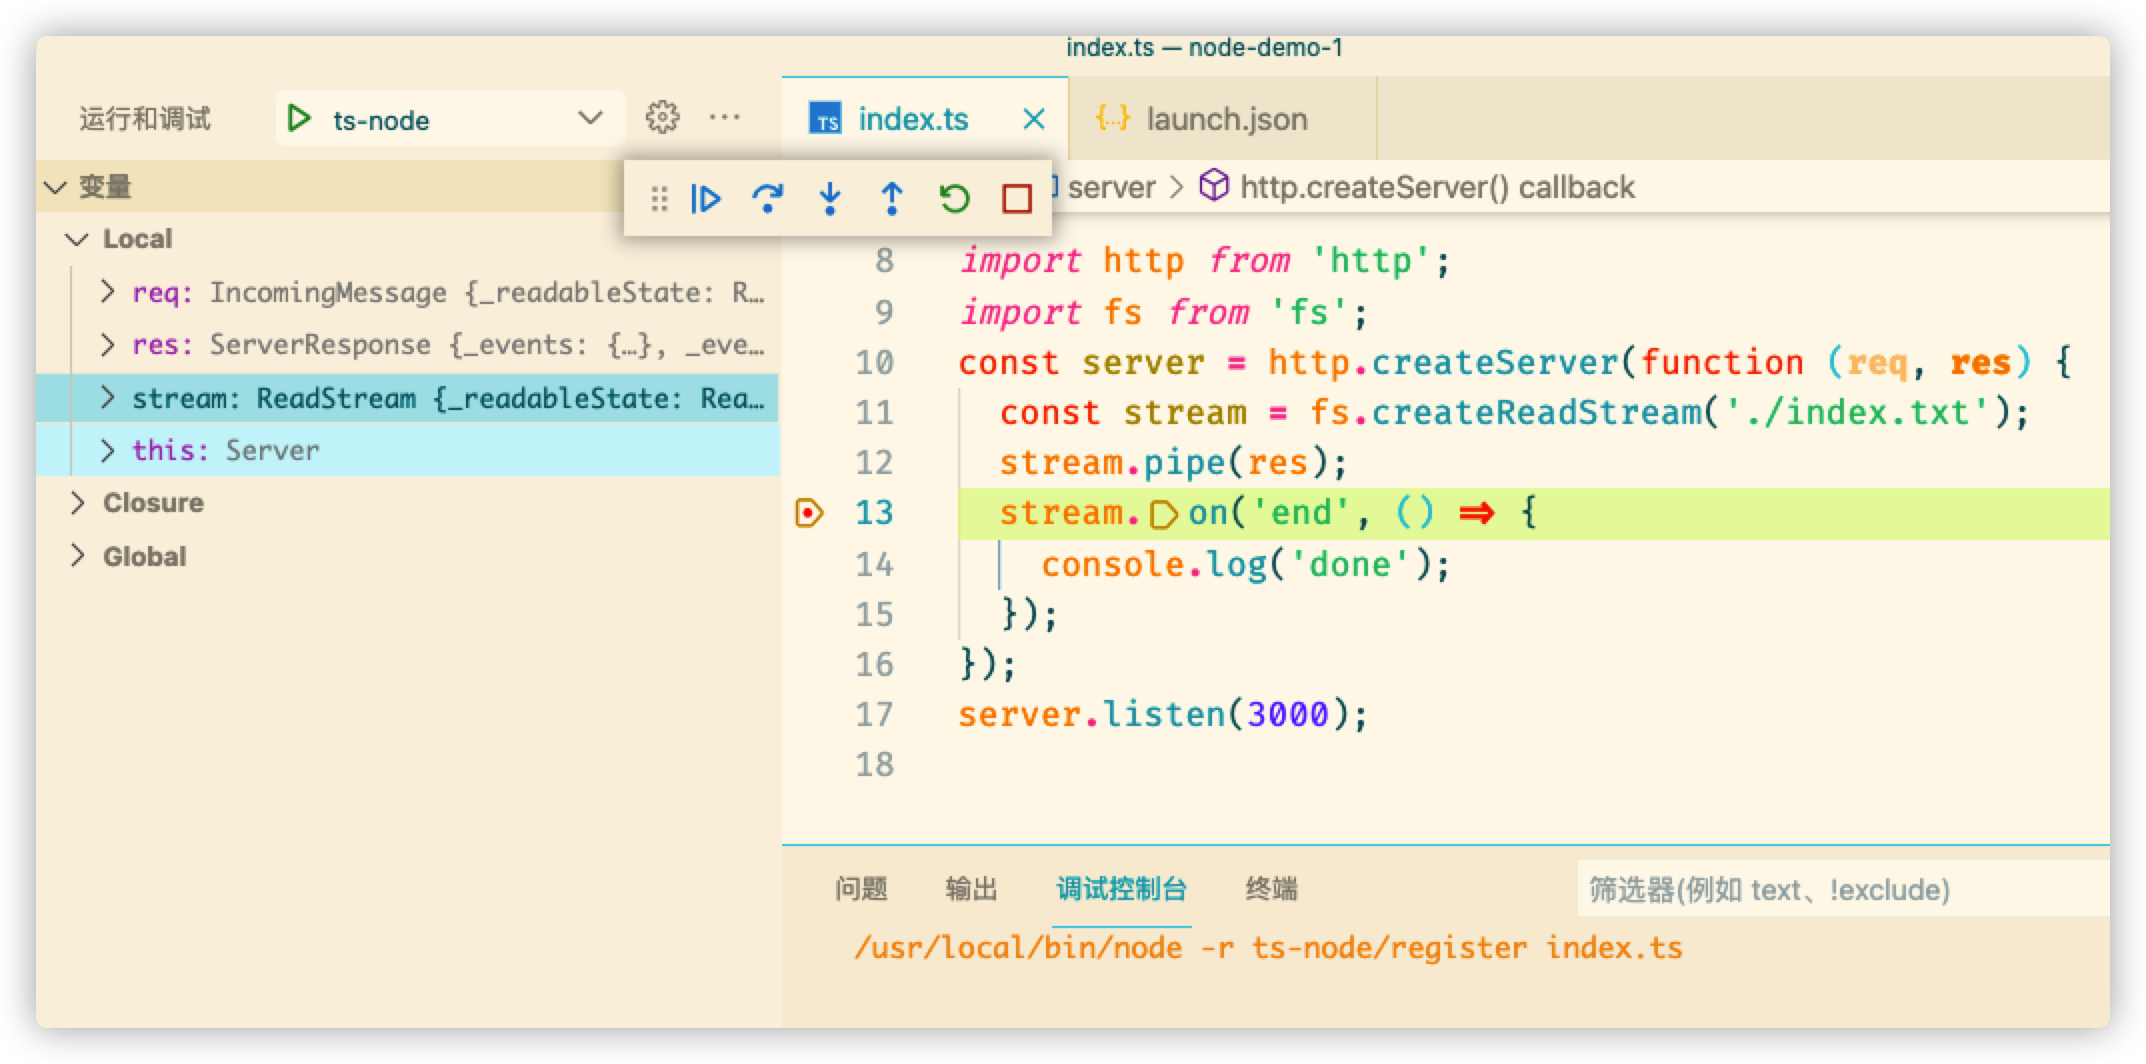 index.ts — node-demo-1
运行和调试 ts-node ···
index.ts launch.json
变量
server > http.createServer() callback
Local
req: IncomingMessage {_readableState: R…
res: ServerResponse {_events: {…}, _eve…
stream: ReadStream {_readableState: Rea…
this: Server
Closure
Global
8 import http from 'http';
9 import fs from 'fs';
10 const server = http.createServer(function (req, res) {
11 const stream = fs.createReadStream('./index.txt');
12 stream.pipe(res);
13 stream.on('end', () => {
14 console.log('done');
15 });
16 });
17 server.listen(3000);
18
问题 输出 调试控制台 终端 筛选器(例如 text、!exclude)
/usr/local/bin/node -r ts-node/register index.ts